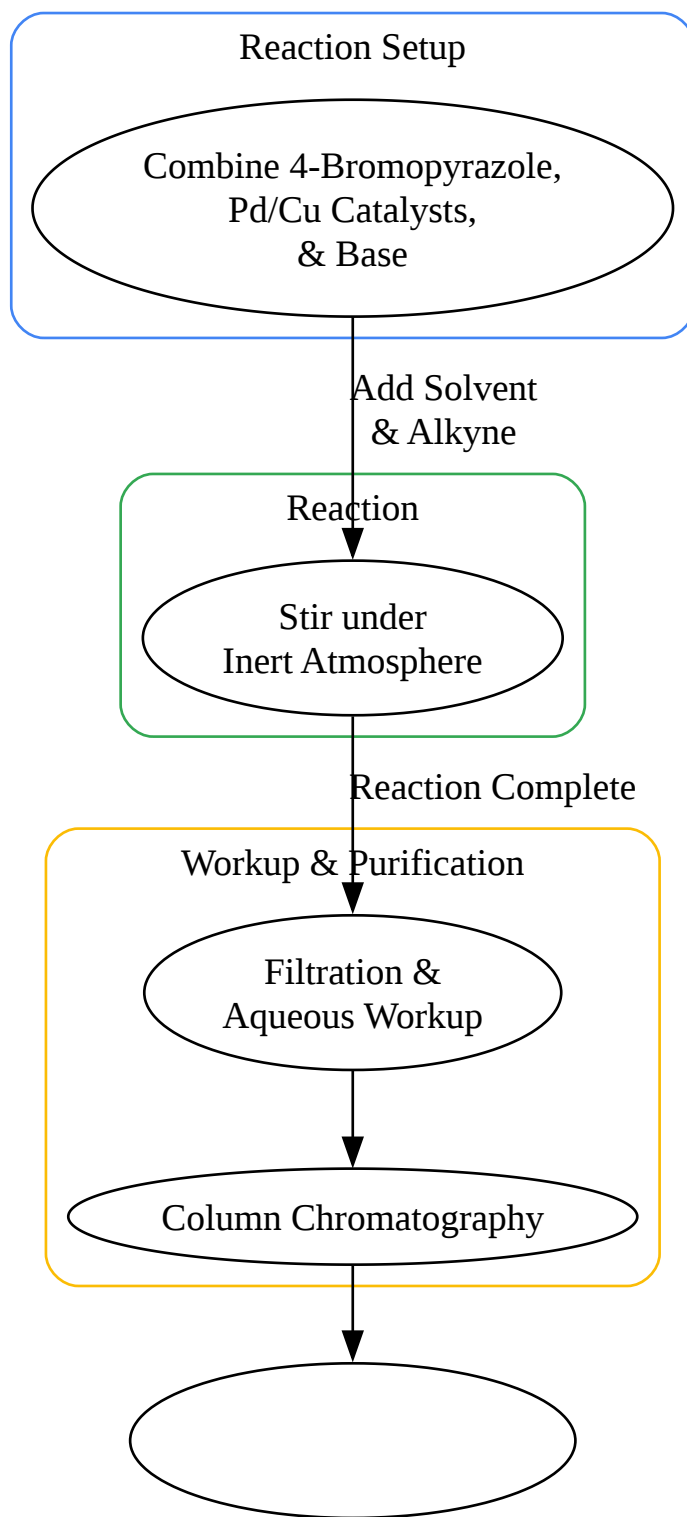 Reaction Setup
Combine 4-Bromopyrazole,
Pd/Cu Catalysts,
& Base
Add Solvent
& Alkyne
Reaction
Stir under
Inert Atmosphere
Reaction Complete
Workup & Purification
Filtration &
Aqueous Workup
Column Chromatography